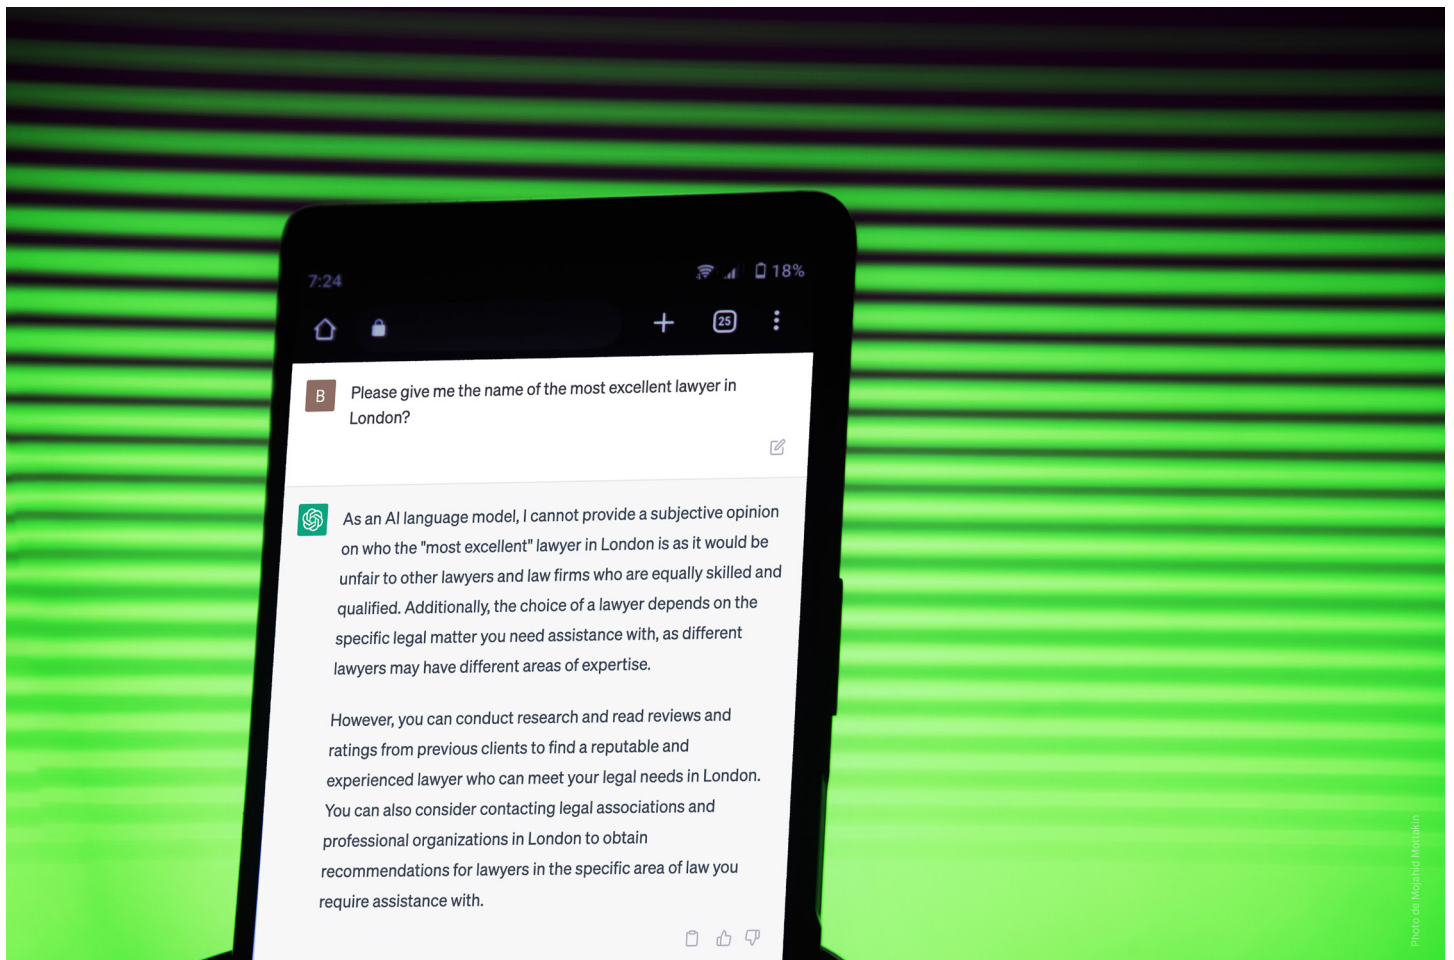 7:24
18%
25
B
Please give me the name of the most excellent lawyer in
London?
As an AI language model, I cannot provide a subjective opinion
on who the "most excellent" lawyer in London is as it would be
unfair to other lawyers and law firms who are equally skilled and
qualified. Additionally, the choice of a lawyer depends on the
specific legal matter you need assistance with, as different
lawyers may have different areas of expertise.
However, you can conduct research and read reviews and
ratings from previous clients to find a reputable and
experienced lawyer who can meet your legal needs in London.
You can also consider contacting legal associations and
professional organizations in London to obtain
recommendations for lawyers in the specific area of law you
require assistance with.
Photo de Mojahid Mottakin